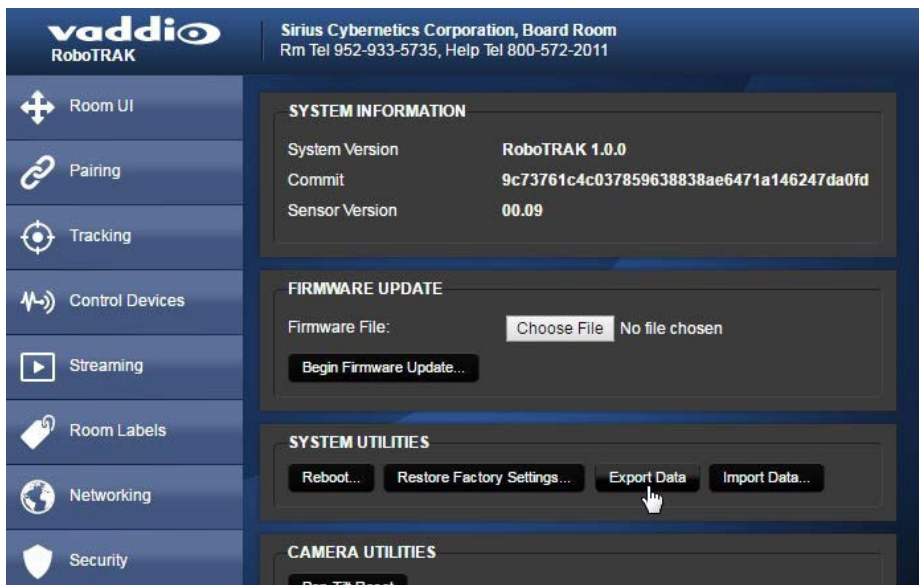 vaddio
RoboTRAK
Sirius Cybernetics Corporation, Board Room
Rm Tel 952-933-5735, Help Tel 800-572-2011
Room UI
Pairing
Tracking
Control Devices
Streaming
Room Labels
Networking
Security
SYSTEM INFORMATION
System Version RoboTRAK 1.0.0
Commit 9c73761c4c037859638838ae6471a146247da0fd
Sensor Version 00.09
FIRMWARE UPDATE
Firmware File: Choose File No file chosen
Begin Firmware Update...
SYSTEM UTILITIES
Reboot... Restore Factory Settings... Export Data Import Data...
CAMERA UTILITIES
Pan-Tilt Reset